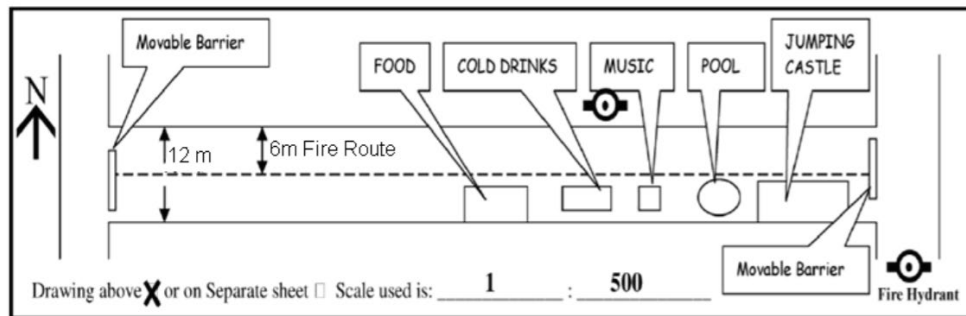 Movable Barrier
FOOD
COLD DRINKS
MUSIC
POOL
JUMPING
CASTLE
N
12 m
6m Fire Route
Movable Barrier
Drawing above X or on Separate sheet □ Scale used is: 1 : 500
Fire Hydrant